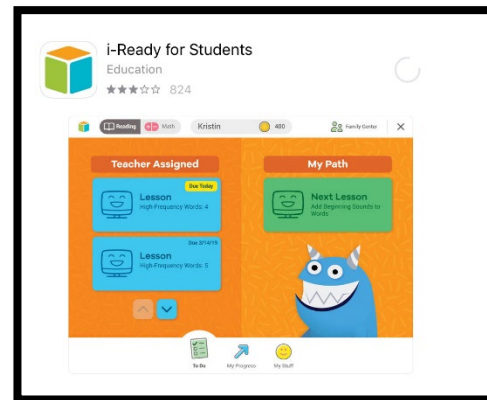 i-Ready for Students
Education
★★★☆☆ 824
Reading Math Kristin 480 Family Center ×
Teacher Assigned
My Path
Due Today
Lesson
High-Frequency Words: 4
Next Lesson
Add Beginning Sounds to
Words
Due 3/14/19
Lesson
High-Frequency Words: 5
To Do My Progress My Stuff